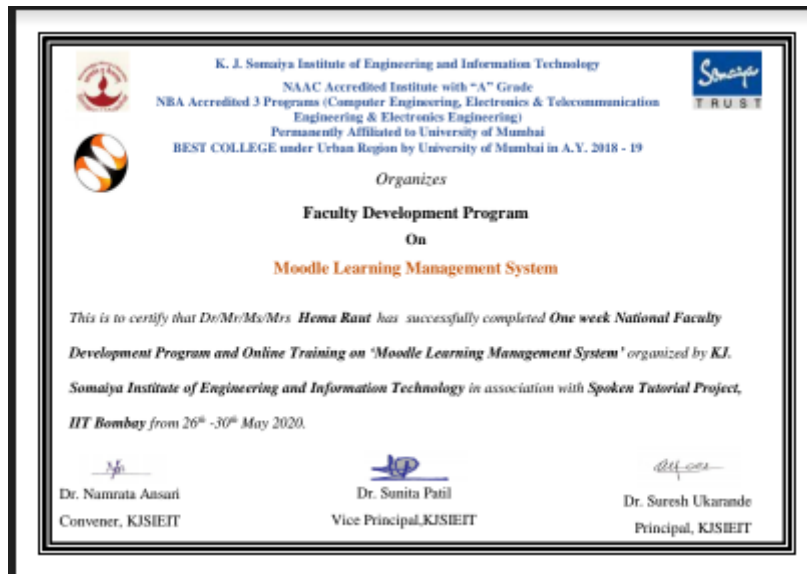 K. J. Somaiya Institute of Engineering and Information Technology
NAAC Accredited Institute with “A” Grade
NBA Accredited 3 Programs (Computer Engineering, Electronics & Telecommunication
Engineering & Electronics Engineering)
Permanently Affiliated to University of Mumbai
BEST COLLEGE under Urban Region by University of Mumbai in A.Y. 2018 - 19
Somaiya
TRUST
Organizes
Faculty Development Program
On
Moodle Learning Management System
This is to certify that Dr/Mr/Ms/Mrs Hema Raut has successfully completed One week National Faculty
Development Program and Online Training on ‘Moodle Learning Management System’ organized by KJ.
Somaiya Institute of Engineering and Information Technology in association with Spoken Tutorial Project,
IIT Bombay from 26th -30th May 2020.
Dr. Namrata Ansari
Convener, KJSIEIT
Dr. Sunita Patil
Vice Principal,KJSIEIT
Dr. Suresh Ukarande
Principal, KJSIEIT